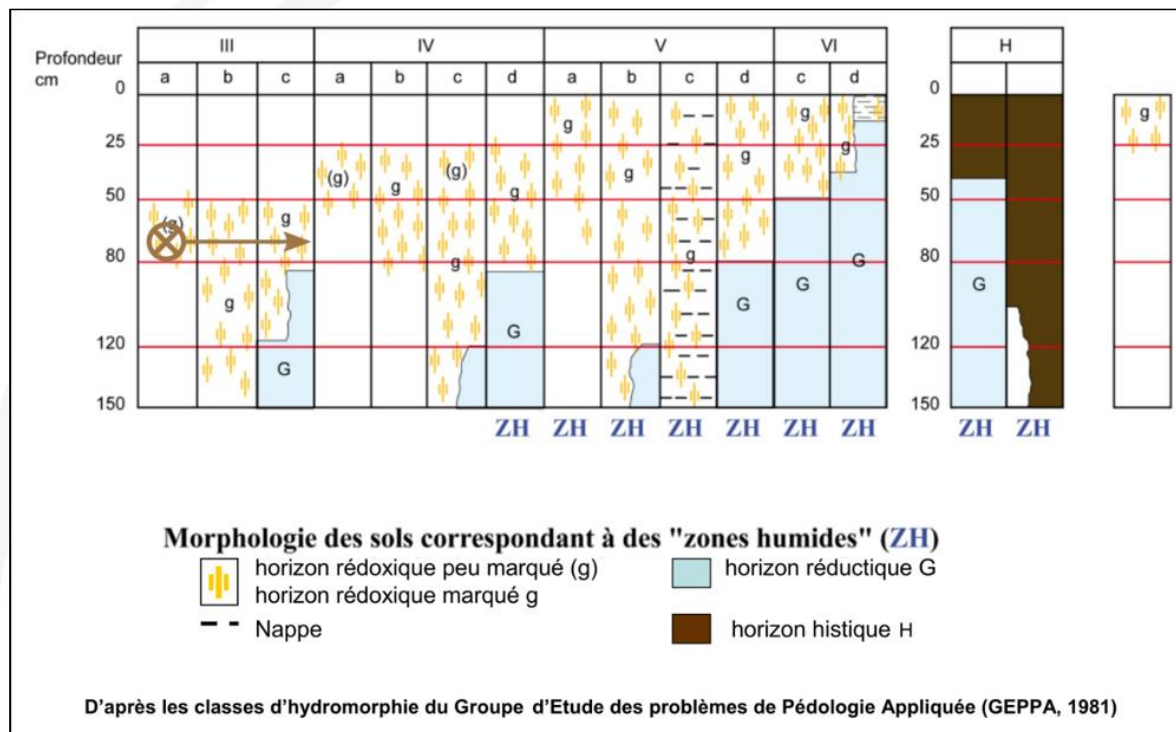 III IV V VI H
Profondeur
cm
a b c a b c d a b c d c d
0 0
g g g g
25 25
(g) g (g) g g g g
50 50
(g) g g
80 80
g g g G G G G
G
120 120
G
150 150
ZH ZH ZH ZH ZH ZH ZH ZH ZH
Morphologie des sols correspondant à des "zones humides" (ZH)
horizon rédoxique peu marqué (g) horizon réductique G
horizon rédoxique marqué g
Nappe horizon histique H
D'après les classes d'hydromorphie du Groupe d'Etude des problèmes de Pédologie Appliquée (GEPPA, 1981)